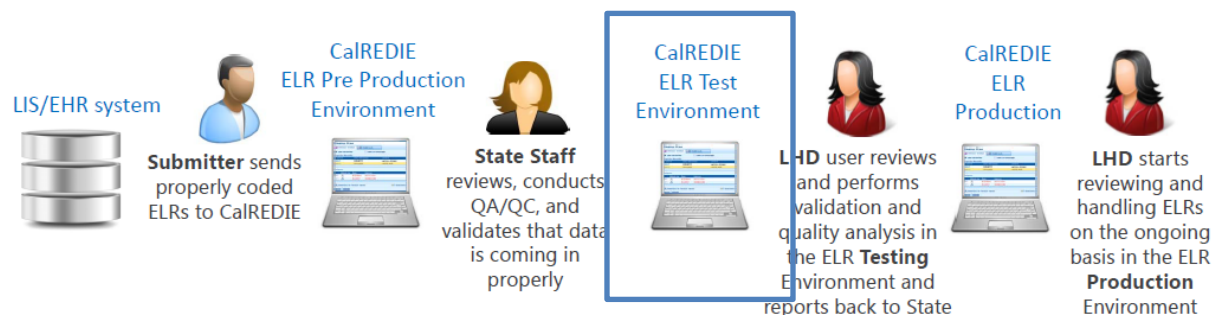 LIS/EHR system
Submitter sends
properly coded
ELRs to CalREDIE
CalREDIE
ELR Pre Production
Environment
State Staff
reviews, conducts
QA/QC, and
validates that data
is coming in
properly
CalREDIE
ELR Test
Environment
LHD user reviews
and performs
validation and
quality analysis in
the ELR Testing
Environment and
reports back to State
CalREDIE
ELR
Production
LHD starts
reviewing and
handling ELRs
on the ongoing
basis in the ELR
Production
Environment